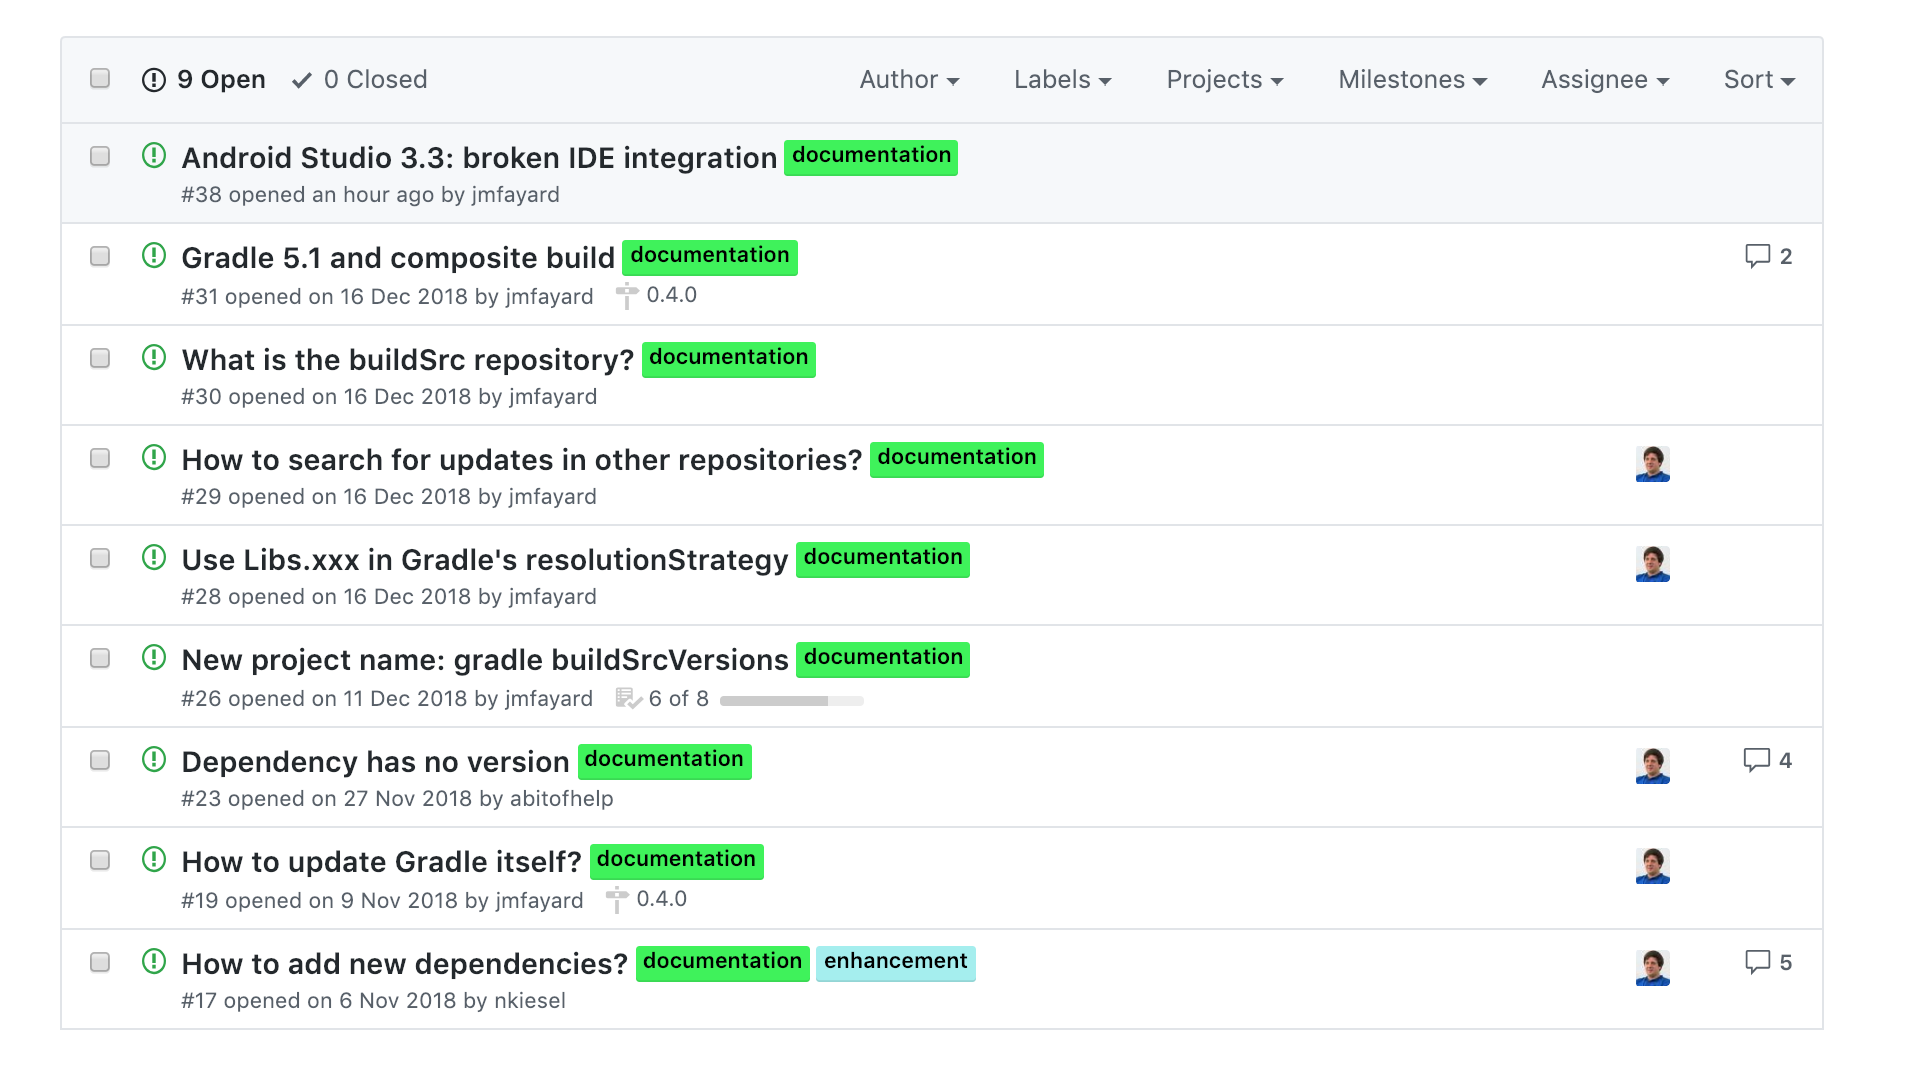 9 Open 0 Closed Author Labels Projects Milestones Assignee Sort
Android Studio 3.3: broken IDE integration documentation
#38 opened an hour ago by jmfayard
Gradle 5.1 and composite build documentation 2
#31 opened on 16 Dec 2018 by jmfayard 0.4.0
What is the buildSrc repository? documentation
#30 opened on 16 Dec 2018 by jmfayard
How to search for updates in other repositories? documentation
#29 opened on 16 Dec 2018 by jmfayard
Use Libs.xxx in Gradle's resolutionStrategy documentation
#28 opened on 16 Dec 2018 by jmfayard
New project name: gradle buildSrcVersions documentation
#26 opened on 11 Dec 2018 by jmfayard 6 of 8
Dependency has no version documentation 4
#23 opened on 27 Nov 2018 by abitofhelp
How to update Gradle itself? documentation
#19 opened on 9 Nov 2018 by jmfayard 0.4.0
How to add new dependencies? documentation enhancement 5
#17 opened on 6 Nov 2018 by nkiesel